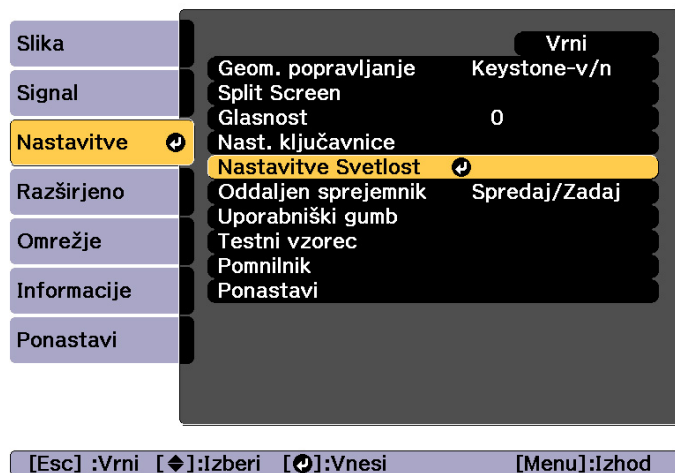 Slika
Signal
Nastavitve
Razširjeno
Omrežje
Informacije
Ponastavi
Vrni
Geom. popravljanje Keystone-v/n
Split Screen
Glasnost 0
Nast. ključavnice
Nastavitve Svetlost
Oddaljen sprejemnik Spredaj/Zadaj
Uporabniški gumb
Testni vzorec
Pomnilnik
Ponastavi
[Esc] :Vrni [◆]:Izberi [↵]:Vnesi [Menu]:Izhod